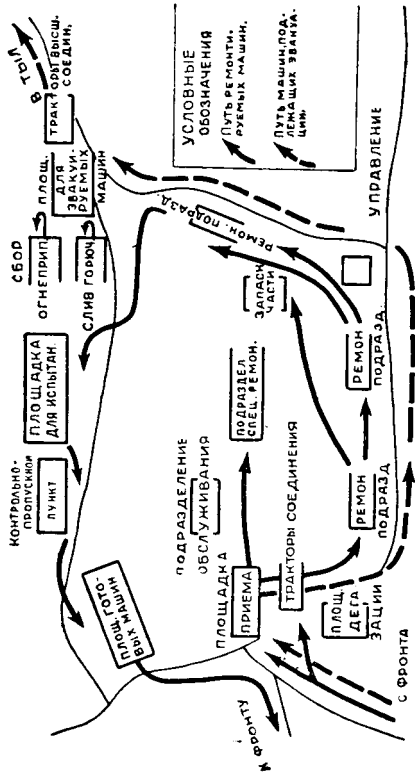 В ТЫЛ
ТРАКТОРЫ ВЫСШ.
СОЕДИН.
ПЛОЩ.
ДЛЯ
ЭВАКУИ-
РУЕМЫХ
МАШИН
СБОР
ОГНЕПРИП.
СЛИВ ГОРЮЧ.
ПЛОЩАДКА
ДЛЯ ИСПЫТАН.
КОНТРОЛЬНО-
ПРОПУСКНОЙ
ПУНКТ
ПЛОЩ. ГОТО-
ВЫХ МАШИН
К ФРОНТУ
УСЛОВНЫЕ
ОБОЗНАЧЕНИЯ
ПУТЬ РЕМОНТИ-
РУЕМЫХ МАШИН.
ПУТЬ МАШИН, ПОД-
ЛЕЖАЩИХ ЭВАКУА-
ЦИИ.
РЕМОН. ПОДРАЗД.
ЗАПАСН.
ЧАСТИ
УПРАВЛЕНИЕ
ПОДРАЗДЕЛ.
СПЕЦ. РЕМОН.
ПОДРАЗДЕЛЕНИЕ
ОБСЛУЖИВАНИЯ
РЕМОН
ПОДРАЗД.
ПЛОЩАДКА
ПРИЕМА
ТРАКТОРЫ СОЕДИНЕНИЯ
РЕМОН
ПОДРАЗД
ПЛОЩ.
ДЕГА
ЗАЦИИ
С ФРОНТА